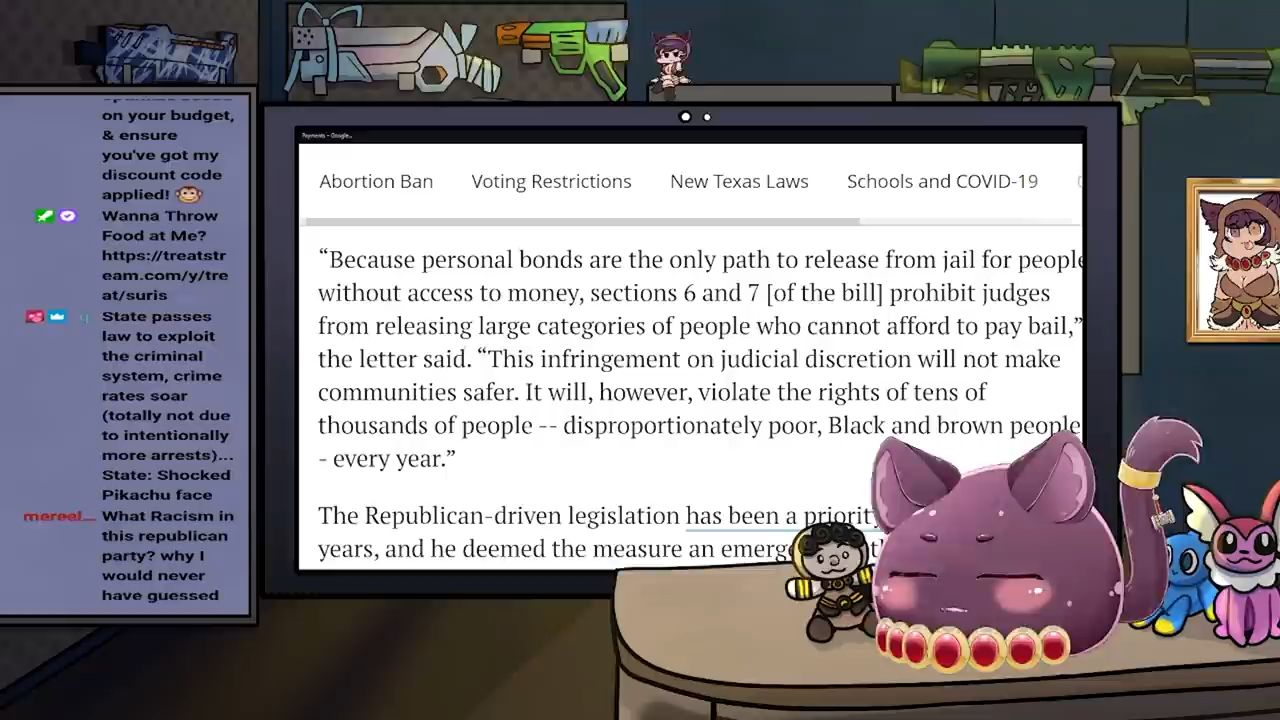 on your budget,
& ensure
you've got my
discount code
applied!
Wanna Throw
Food at Me?
https://treatstr
eam.com/y/tre
at/suris
State passes
law to exploit
the criminal
system, crime
rates soar
(totally not due
to intentionally
more arrests)...
State: Shocked
Pikachu face
mereel... What Racism in
this republican
party? why I
would never
have guessed
Payments - Google...
Abortion Ban Voting Restrictions New Texas Laws Schools and COVID-19
“Because personal bonds are the only path to release from jail for people
without access to money, sections 6 and 7 [of the bill] prohibit judges
from releasing large categories of people who cannot afford to pay bail,”
the letter said. “This infringement on judicial discretion will not make
communities safer. It will, however, violate the rights of tens of
thousands of people -- disproportionately poor, Black and brown people
- every year.”
The Republican-driven legislation has been a priority
years, and he deemed the measure an emerg